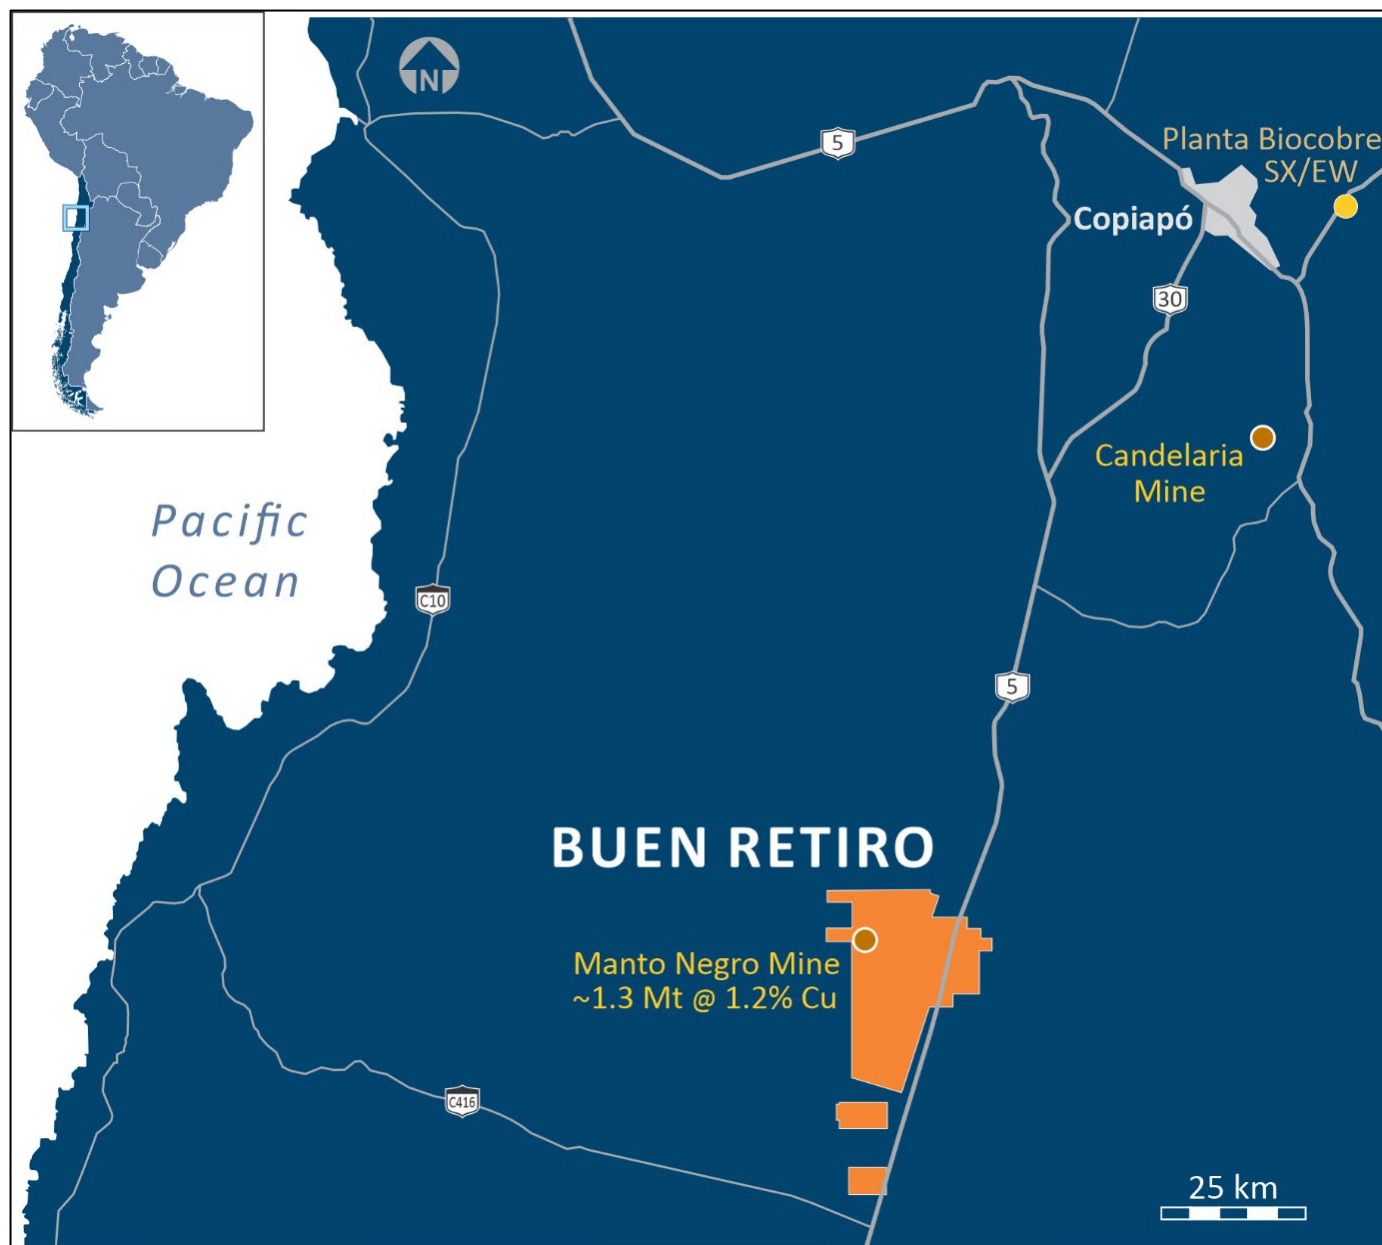 N
5
Planta Biocobre
SX/EW
Copiapó
30
Candelaria
Mine
Pacific
Ocean
C10
5
BUEN RETIRO
Manto Negro Mine
~1.3 Mt @ 1.2% Cu
C416
25 km